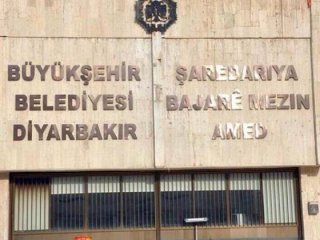 BÜYÜKŞEHİR
BELEDİYESİ
DİYARBAKIR
ŞAREDARIYA
BAJARÊ MEZIN
AMED